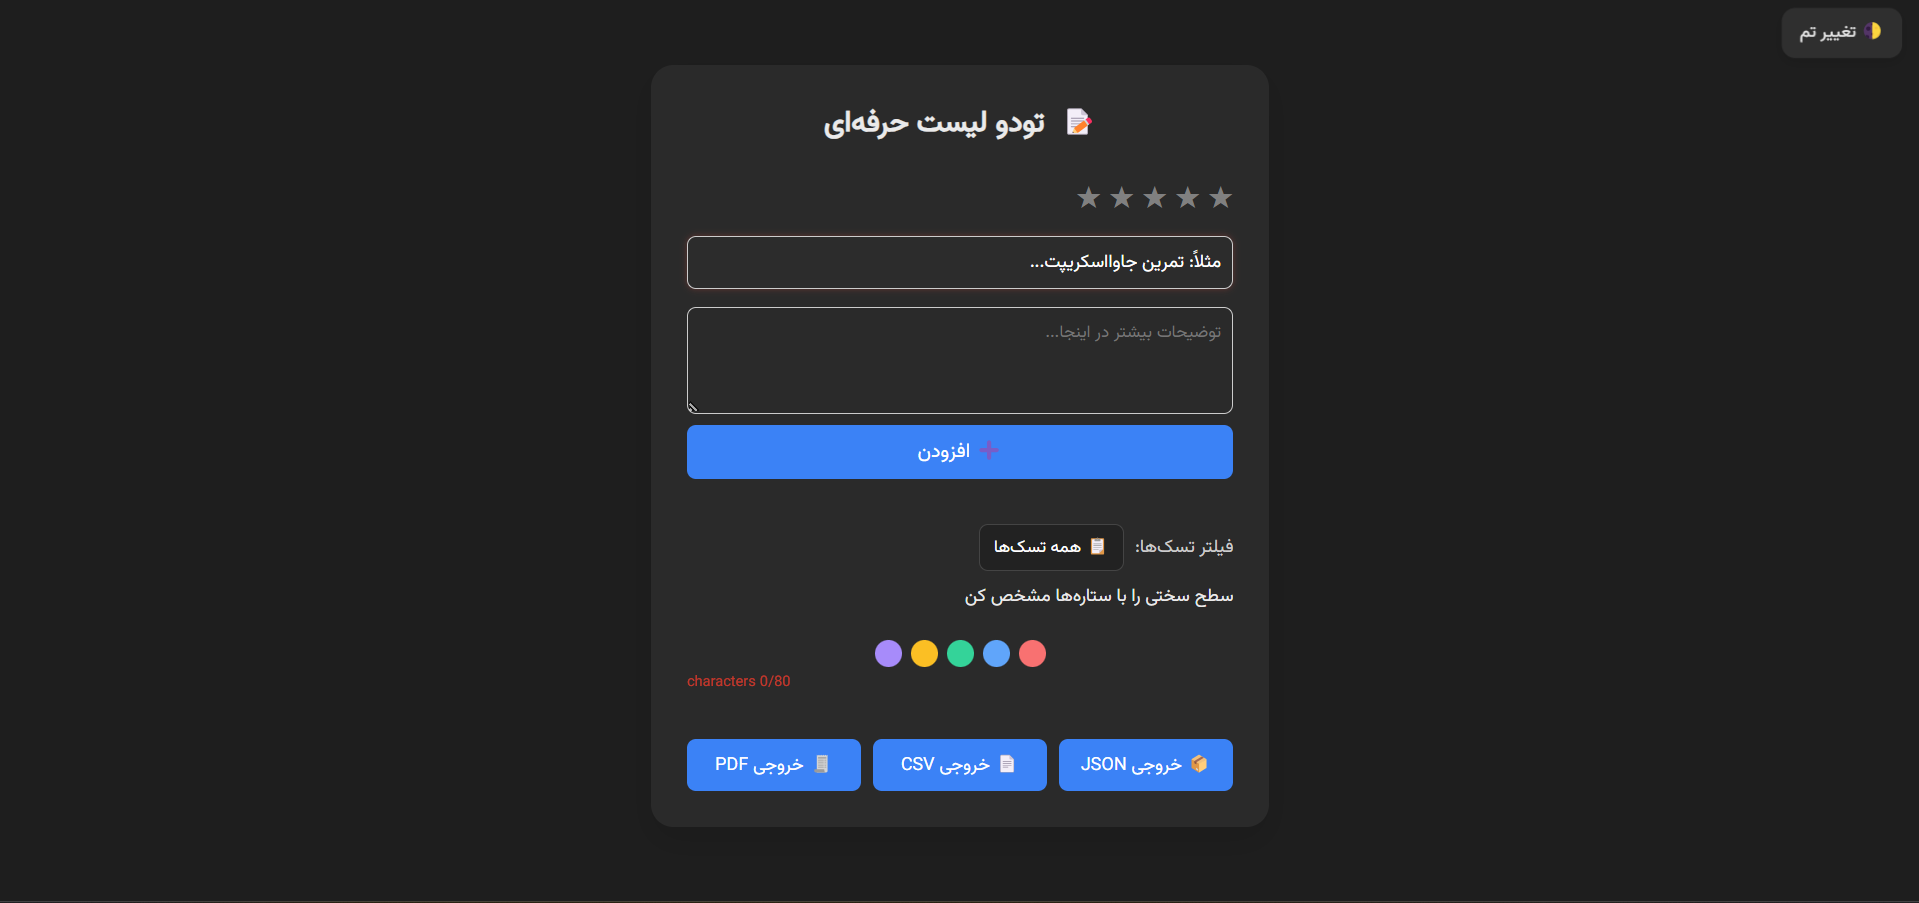 تغییر تم
تودو لیست حرفه‌ای
مثلاً: تمرین جاوااسکریپت...
توضیحات بیشتر در اینجا...
افزودن
فیلتر تسک‌ها: همه تسک‌ها
سطح سختی را با ستاره‌ها مشخص کن
characters 0/80
خروجی JSON
خروجی CSV
خروجی PDF